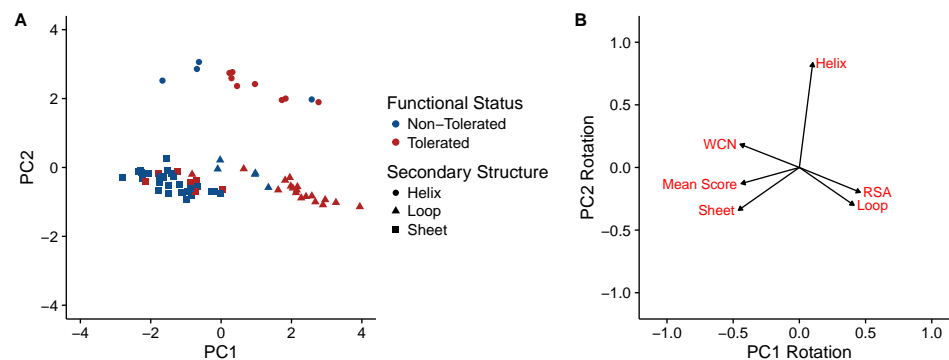 A
4
2
0
−2
−4
PC2
−4
−2
0
2
4
PC1
Functional Status
Non−Tolerated
Tolerated
Secondary Structure
Helix
Loop
Sheet
B
1.0
0.5
0.0
−0.5
−1.0
PC2 Rotation
Helix
WCN
Mean Score
Sheet
RSA
Loop
−1.0
−0.5
0.0
0.5
1.0
PC1 Rotation